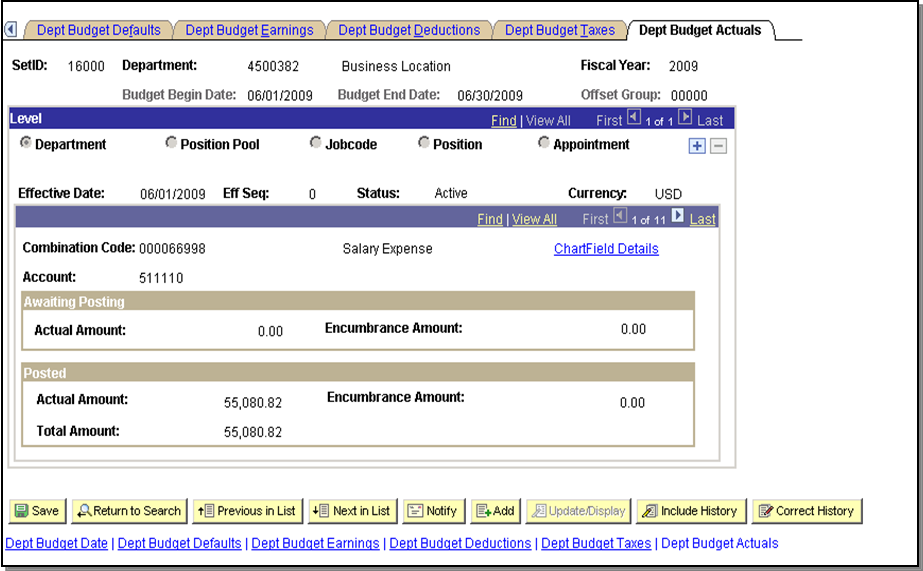 Dept Budget Defaults Dept Budget Earnings Dept Budget Deductions Dept Budget Taxes Dept Budget Actuals
SetID: 16000 Department: 4500382 Business Location Fiscal Year: 2009
Budget Begin Date: 06/01/2009 Budget End Date: 06/30/2009 Offset Group: 00000
Level Find | View All First 1 of 1 Last
Department Position Pool Jobcode Position Appointment
Effective Date: 06/01/2009 Eff Seq: 0 Status: Active Currency: USD
Find | View All First 1 of 11 Last
Combination Code: 000066998 Salary Expense ChartField Details
Account: 511110
Awaiting Posting
Actual Amount: 0.00 Encumbrance Amount: 0.00
Posted
Actual Amount: 55,080.82 Encumbrance Amount: 0.00
Total Amount: 55,080.82
Save Return to Search Previous in List Next in List Notify Add Update/Display Include History Correct History
Dept Budget Date | Dept Budget Defaults | Dept Budget Earnings | Dept Budget Deductions | Dept Budget Taxes | Dept Budget Actuals